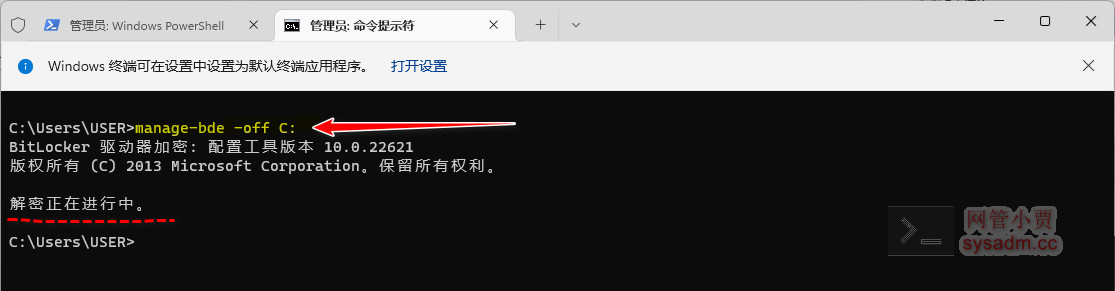 管理员: Windows PowerShell
管理员: 命令提示符
Windows 终端可在设置中设置为默认终端应用程序。 打开设置
C:\Users\USER>manage-bde -off C:
BitLocker 驱动器加密: 配置工具版本 10.0.22621
版权所有 (C) 2013 Microsoft Corporation。保留所有权利。
解密正在进行中。
C:\Users\USER>
网管小贾
sysadm.cc